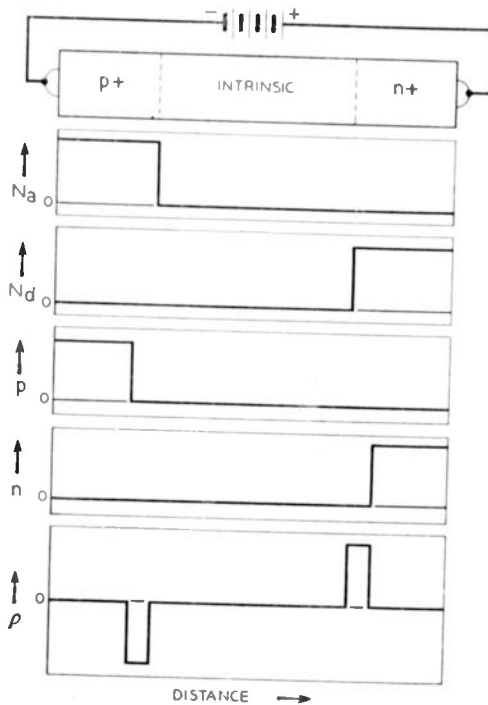 − +
p+ INTRINSIC n+
Na 0
Nd 0
p 0
n 0
ρ 0
− −
DISTANCE